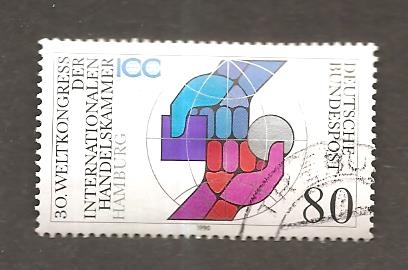 30. WELTKONGRESS
DER
INTERNATIONALEN
HANDELSKAMMER
HAMBURG
ICC
DEUTSCHE
BUNDESPOST
80
1990